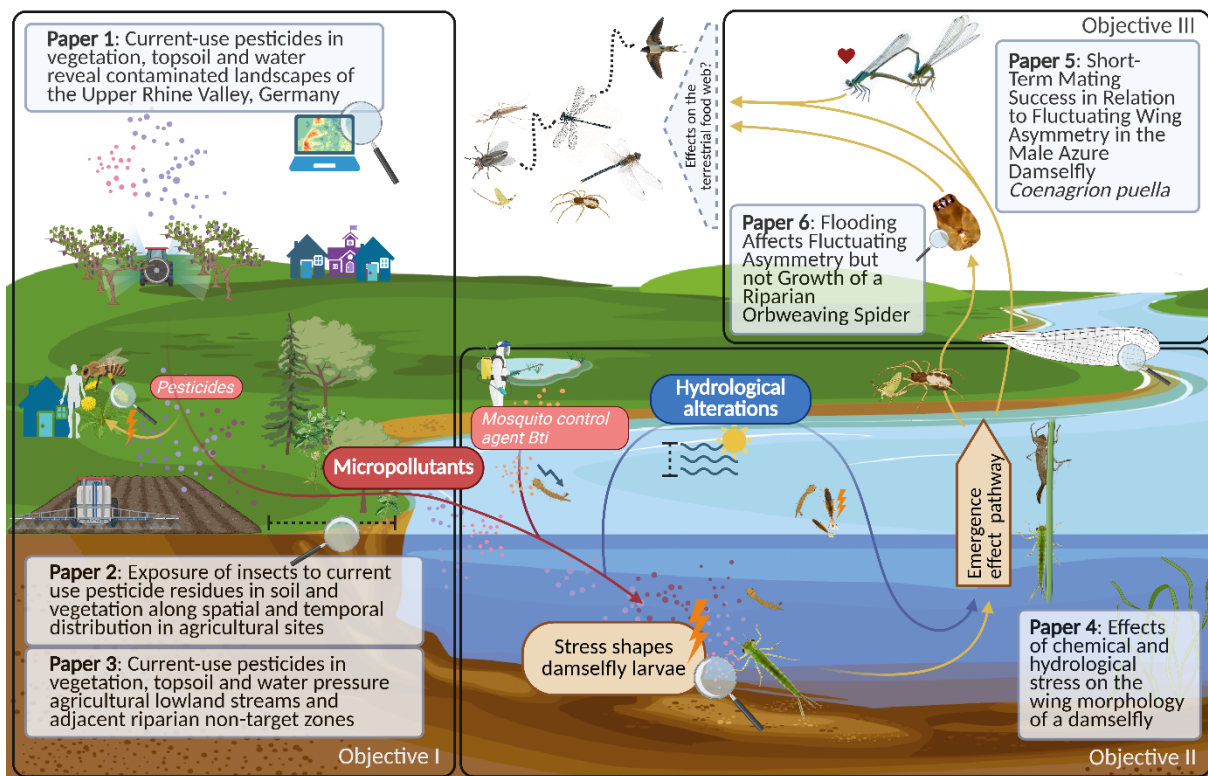 Paper 1: Current-use pesticides in
vegetation, topsoil and water
reveal contaminated landscapes of
the Upper Rhine Valley, Germany
Objective III
Paper 5: Short-
Term Mating
Success in Relation
to Fluctuating Wing
Asymmetry in the
Male Azure
Damselfly
Coenagrion puella
Effects on the
terrestrial food web?
Paper 6: Flooding
Affects Fluctuating
Asymmetry but
not Growth of a
Riparian
Orbweaving Spider
Pesticides
Mosquito control
agent Bti
Hydrological
alterations
Micropollutants
Emergence
effect pathway
Paper 2: Exposure of insects to current
use pesticide residues in soil and
vegetation along spatial and temporal
distribution in agricultural sites
Paper 3: Current-use pesticides in
vegetation, topsoil and water pressure
agricultural lowland streams and
adjacent riparian non-target zones
Objective I
Stress shapes
damselfly larvae
Paper 4: Effects
of chemical and
hydrological
stress on the
wing morphology
of a damselfly
Objective II